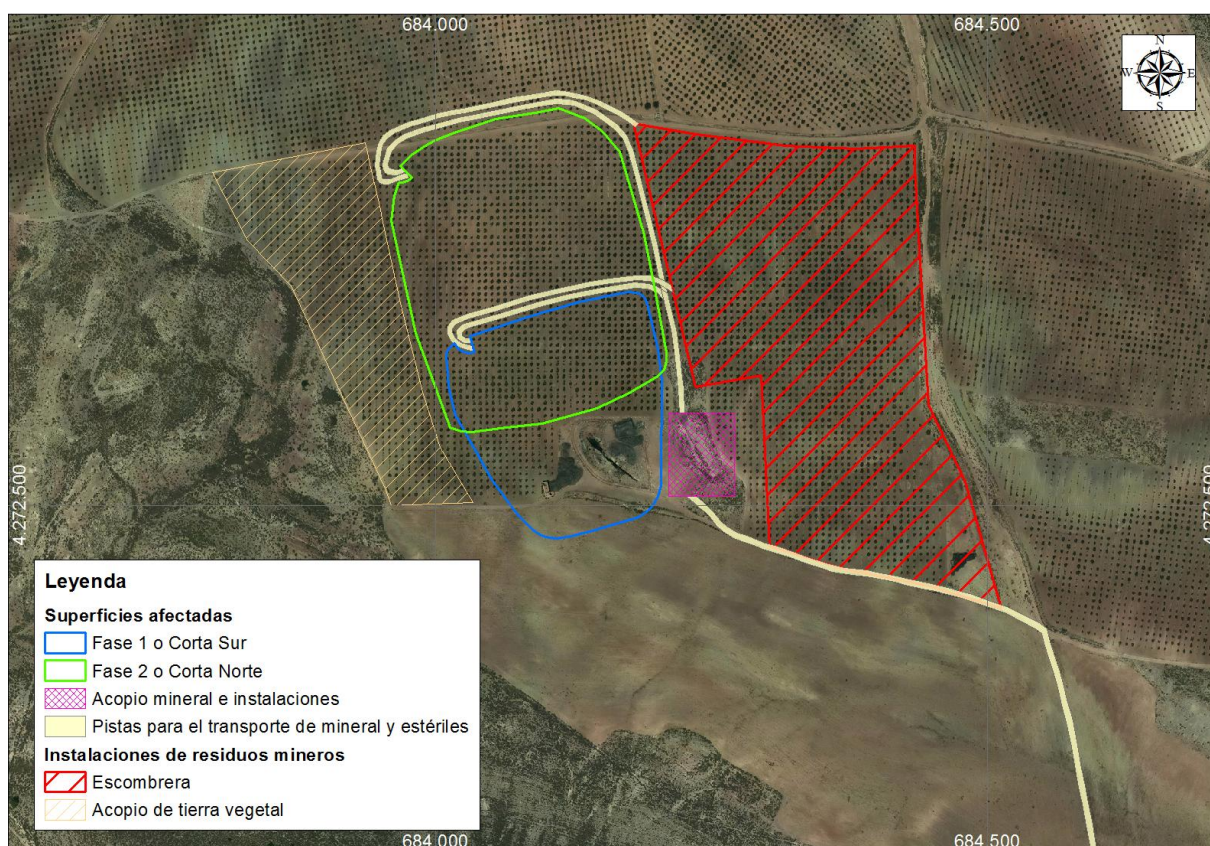 684.000
684.500
N
W
E
S
4.272.500
4.272.500
Leyenda
Superficies afectadas
Fase 1 o Corta Sur
Fase 2 o Corta Norte
Acopio mineral e instalaciones
Pistas para el transporte de mineral y estériles
Instalaciones de residuos mineros
Escombrera
Acopio de tierra vegetal
684.000
684.500